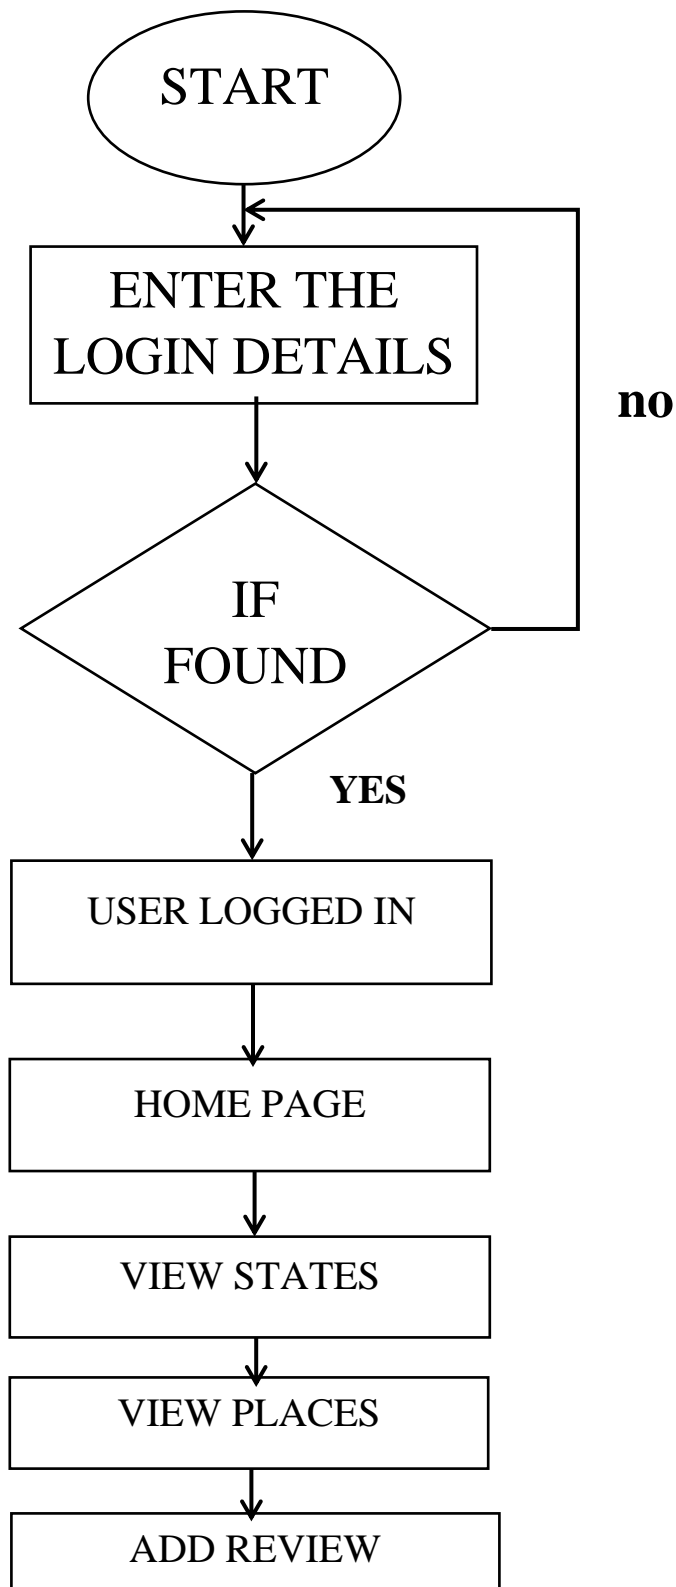 START
ENTER THE
LOGIN DETAILS
no
IF
FOUND
YES
USER LOGGED IN
HOME PAGE
VIEW STATES
VIEW PLACES
ADD REVIEW